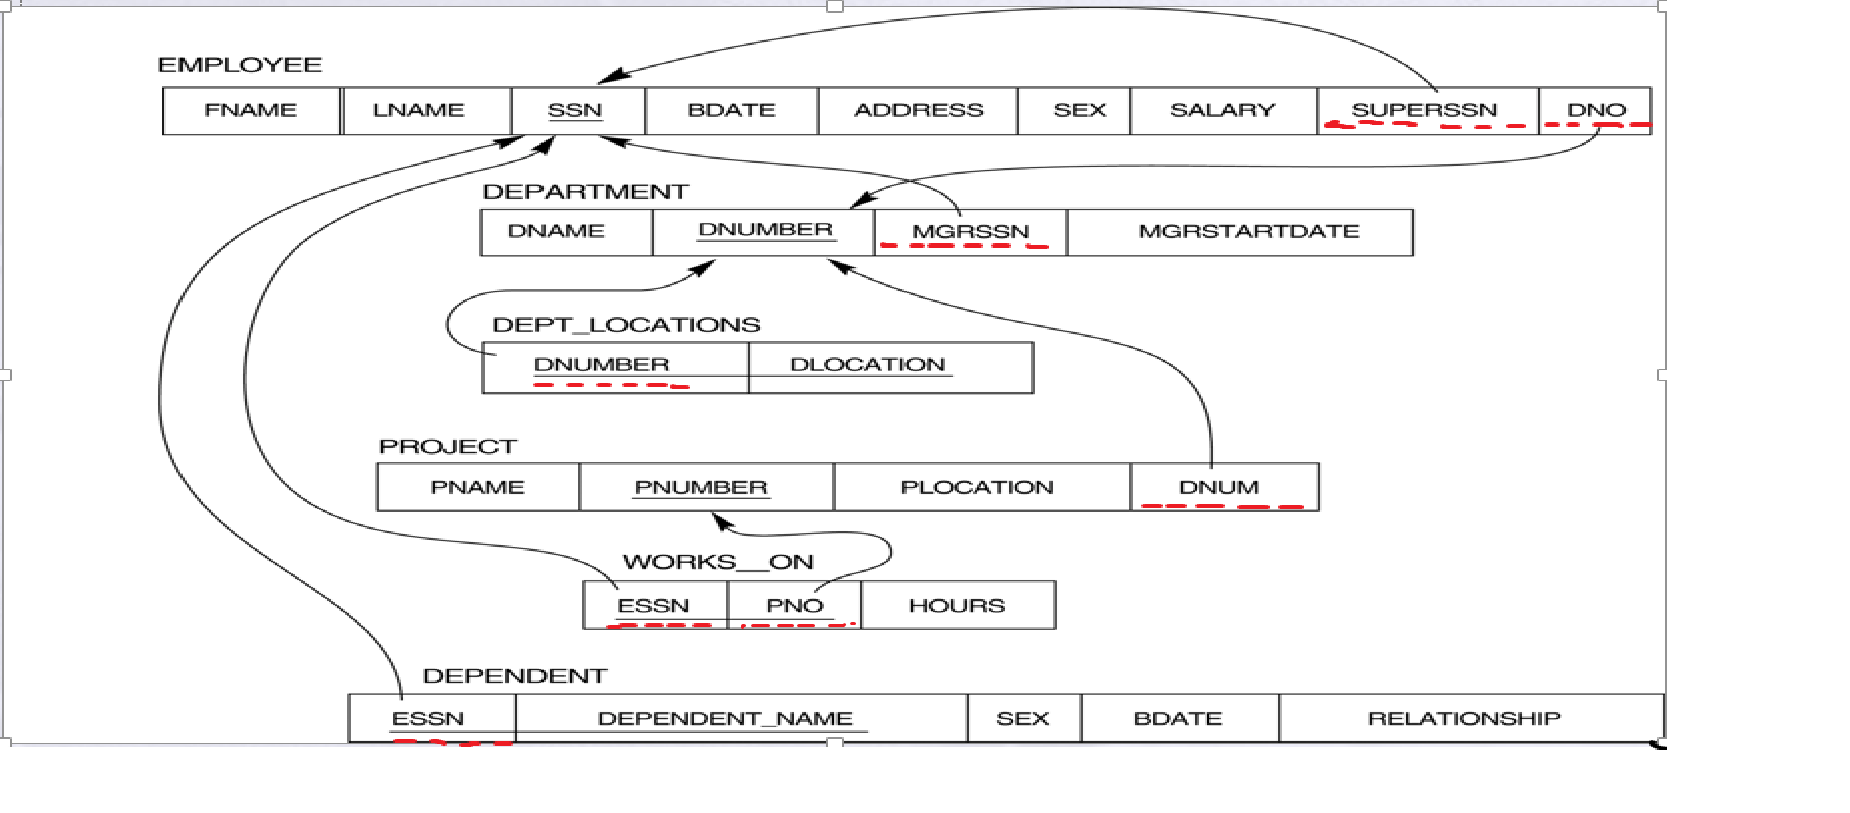 EMPLOYEE
FNAME LNAME SSN BDATE ADDRESS SEX SALARY SUPERSSN DNO
DEPARTMENT
DNAME DNUMBER MGRSSN MGRSTARTDATE
DEPT_LOCATIONS
DNUMBER DLOCATION
PROJECT
PNAME PNUMBER PLOCATION DNUM
WORKS__ON
ESSN PNO HOURS
DEPENDENT
ESSN DEPENDENT_NAME SEX BDATE RELATIONSHIP